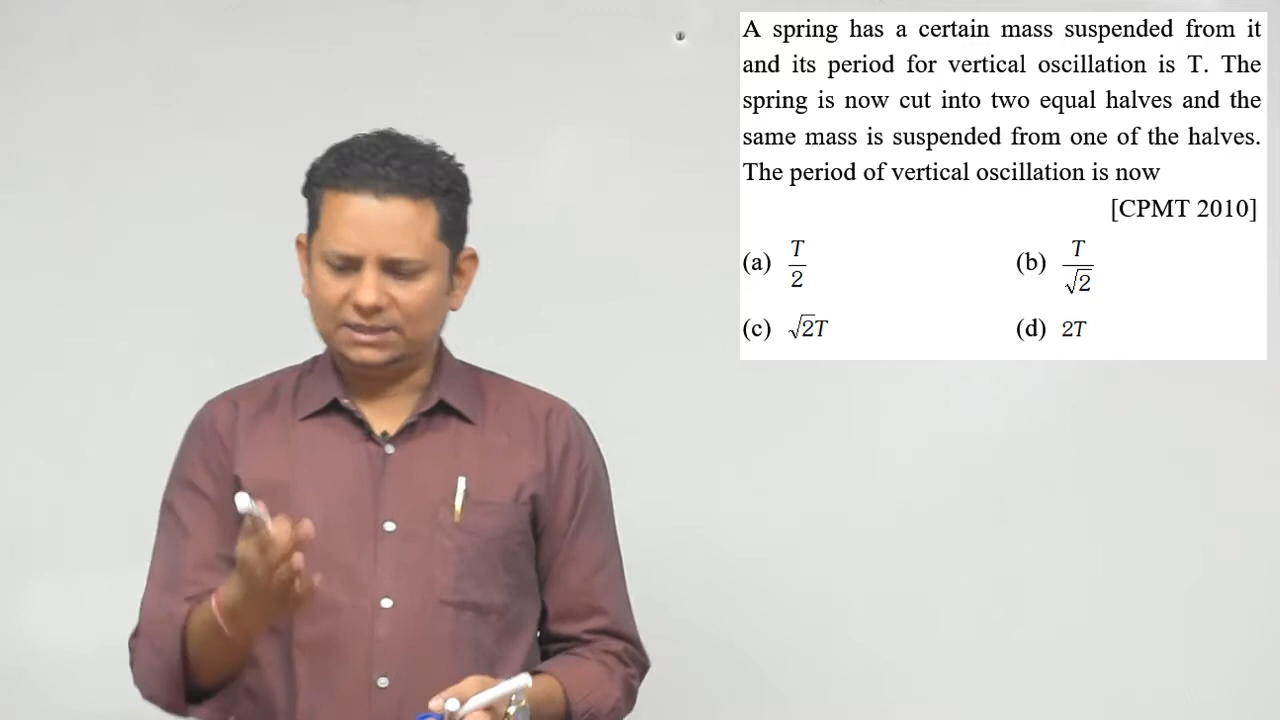 A spring has a certain mass suspended from it
and its period for vertical oscillation is T. The
spring is now cut into two equal halves and the
same mass is suspended from one of the halves.
The period of vertical oscillation is now
[CPMT 2010]
(a) T/2 (b) T/√2
(c) √2T (d) 2T